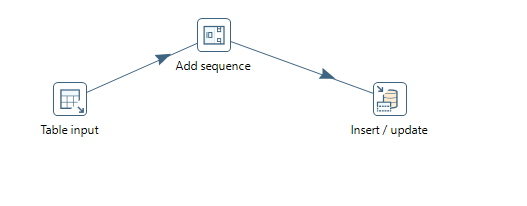 Add sequence
Table input
Insert / update